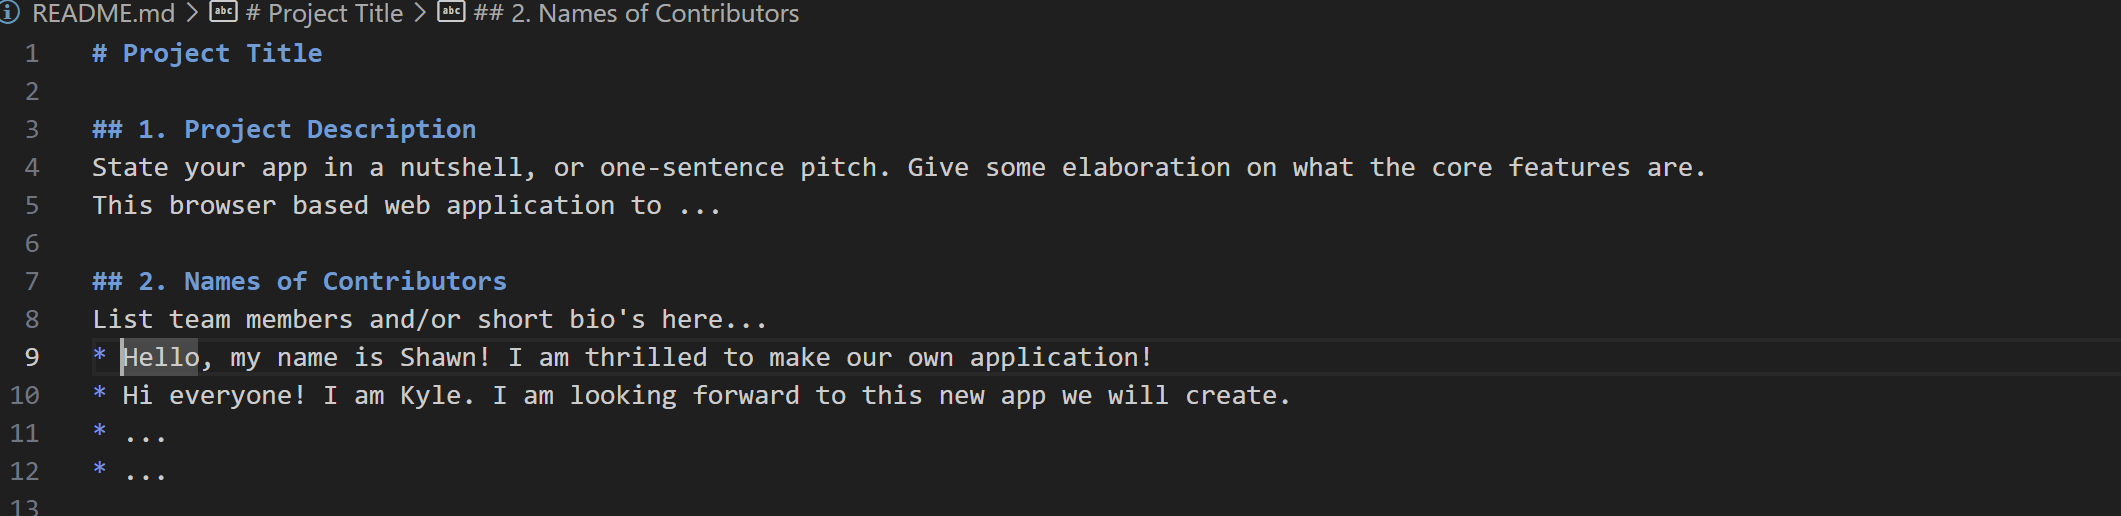 README.md > # Project Title > ## 2. Names of Contributors
1 # Project Title
2
3 ## 1. Project Description
4 State your app in a nutshell, or one-sentence pitch. Give some elaboration on what the core features are.
5 This browser based web application to ...
6
7 ## 2. Names of Contributors
8 List team members and/or short bio's here...
9 * Hello, my name is Shawn! I am thrilled to make our own application!
10 * Hi everyone! I am Kyle. I am looking forward to this new app we will create.
11 * ...
12 * ...
13